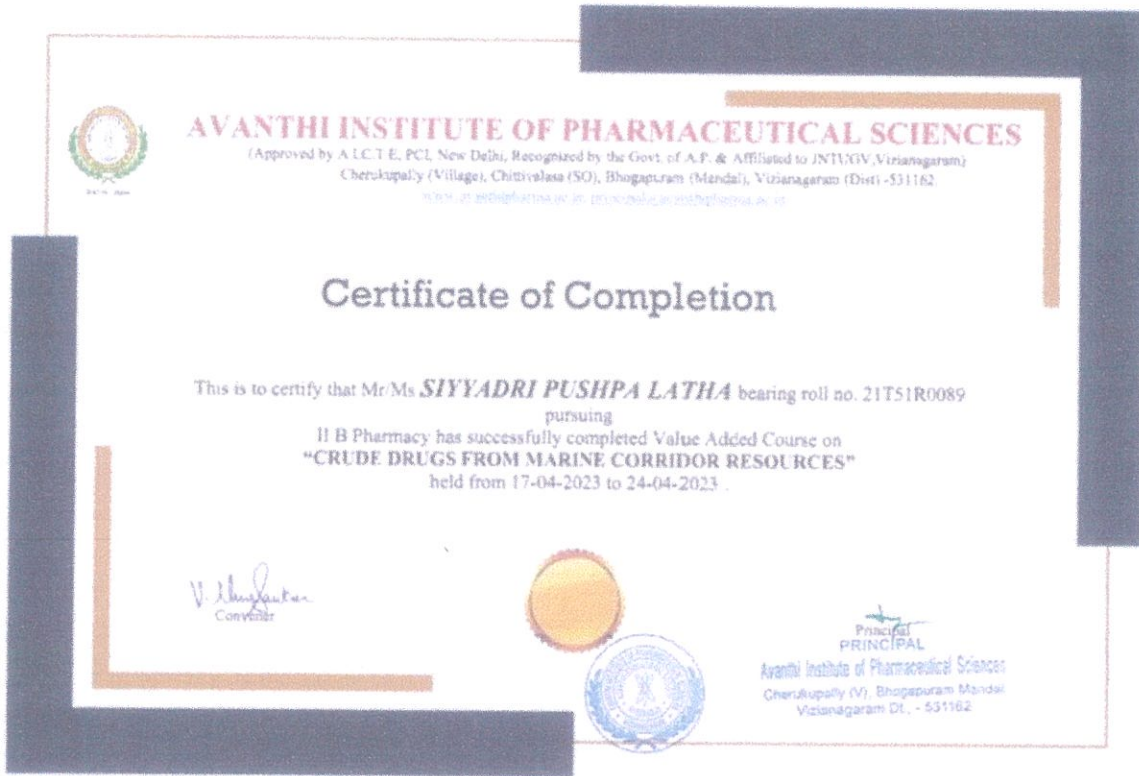 AVANTHI INSTITUTE OF PHARMACEUTICAL SCIENCES
(Approved by A.I.C.T.E, PCI, New Delhi, Recognized by the Govt. of A.P. & Affiliated to JNTUGV,Vizianagaram)
Cherukupally (Village), Chittivalasa (SO), Bhogapuram (Mandal), Vizianagaram (Dist) -531162
Certificate of Completion
This is to certify that Mr/Ms SIYYADRI PUSHPA LATHA bearing roll no. 21T51R0089
pursuing
II B Pharmacy has successfully completed Value Added Course on
“CRUDE DRUGS FROM MARINE CORRIDOR RESOURCES”
held from 17-04-2023 to 24-04-2023 .
Convener
Principal
PRINCIPAL
Avanthi Institute of Pharmaceutical Sciences
Cherukupally (V), Bhogapuram Mandal
Vizianagaram Dt., - 531162